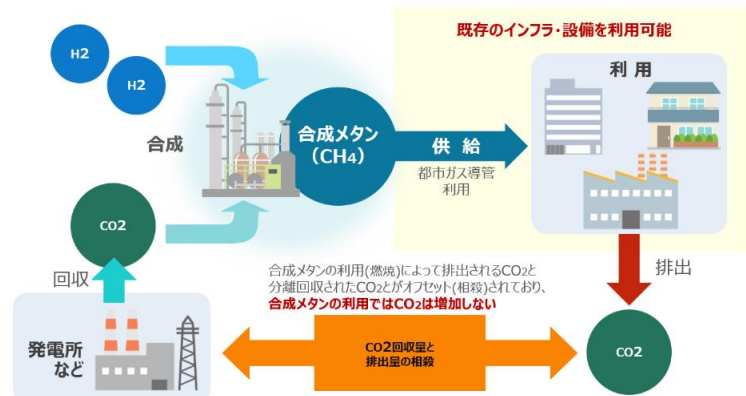 H2
H2
既存のインフラ・設備を利用可能
利用
合成
合成メタン
（CH4）
供給
都市ガス導管
利用
CO2
回収
排出
合成メタンの利用(燃焼)によって排出されるCO2と
分離回収されたCO2とがオフセット(相殺)されており、
合成メタンの利用ではCO2は増加しない
発電所
など
CO2回収量と
排出量の相殺
CO2